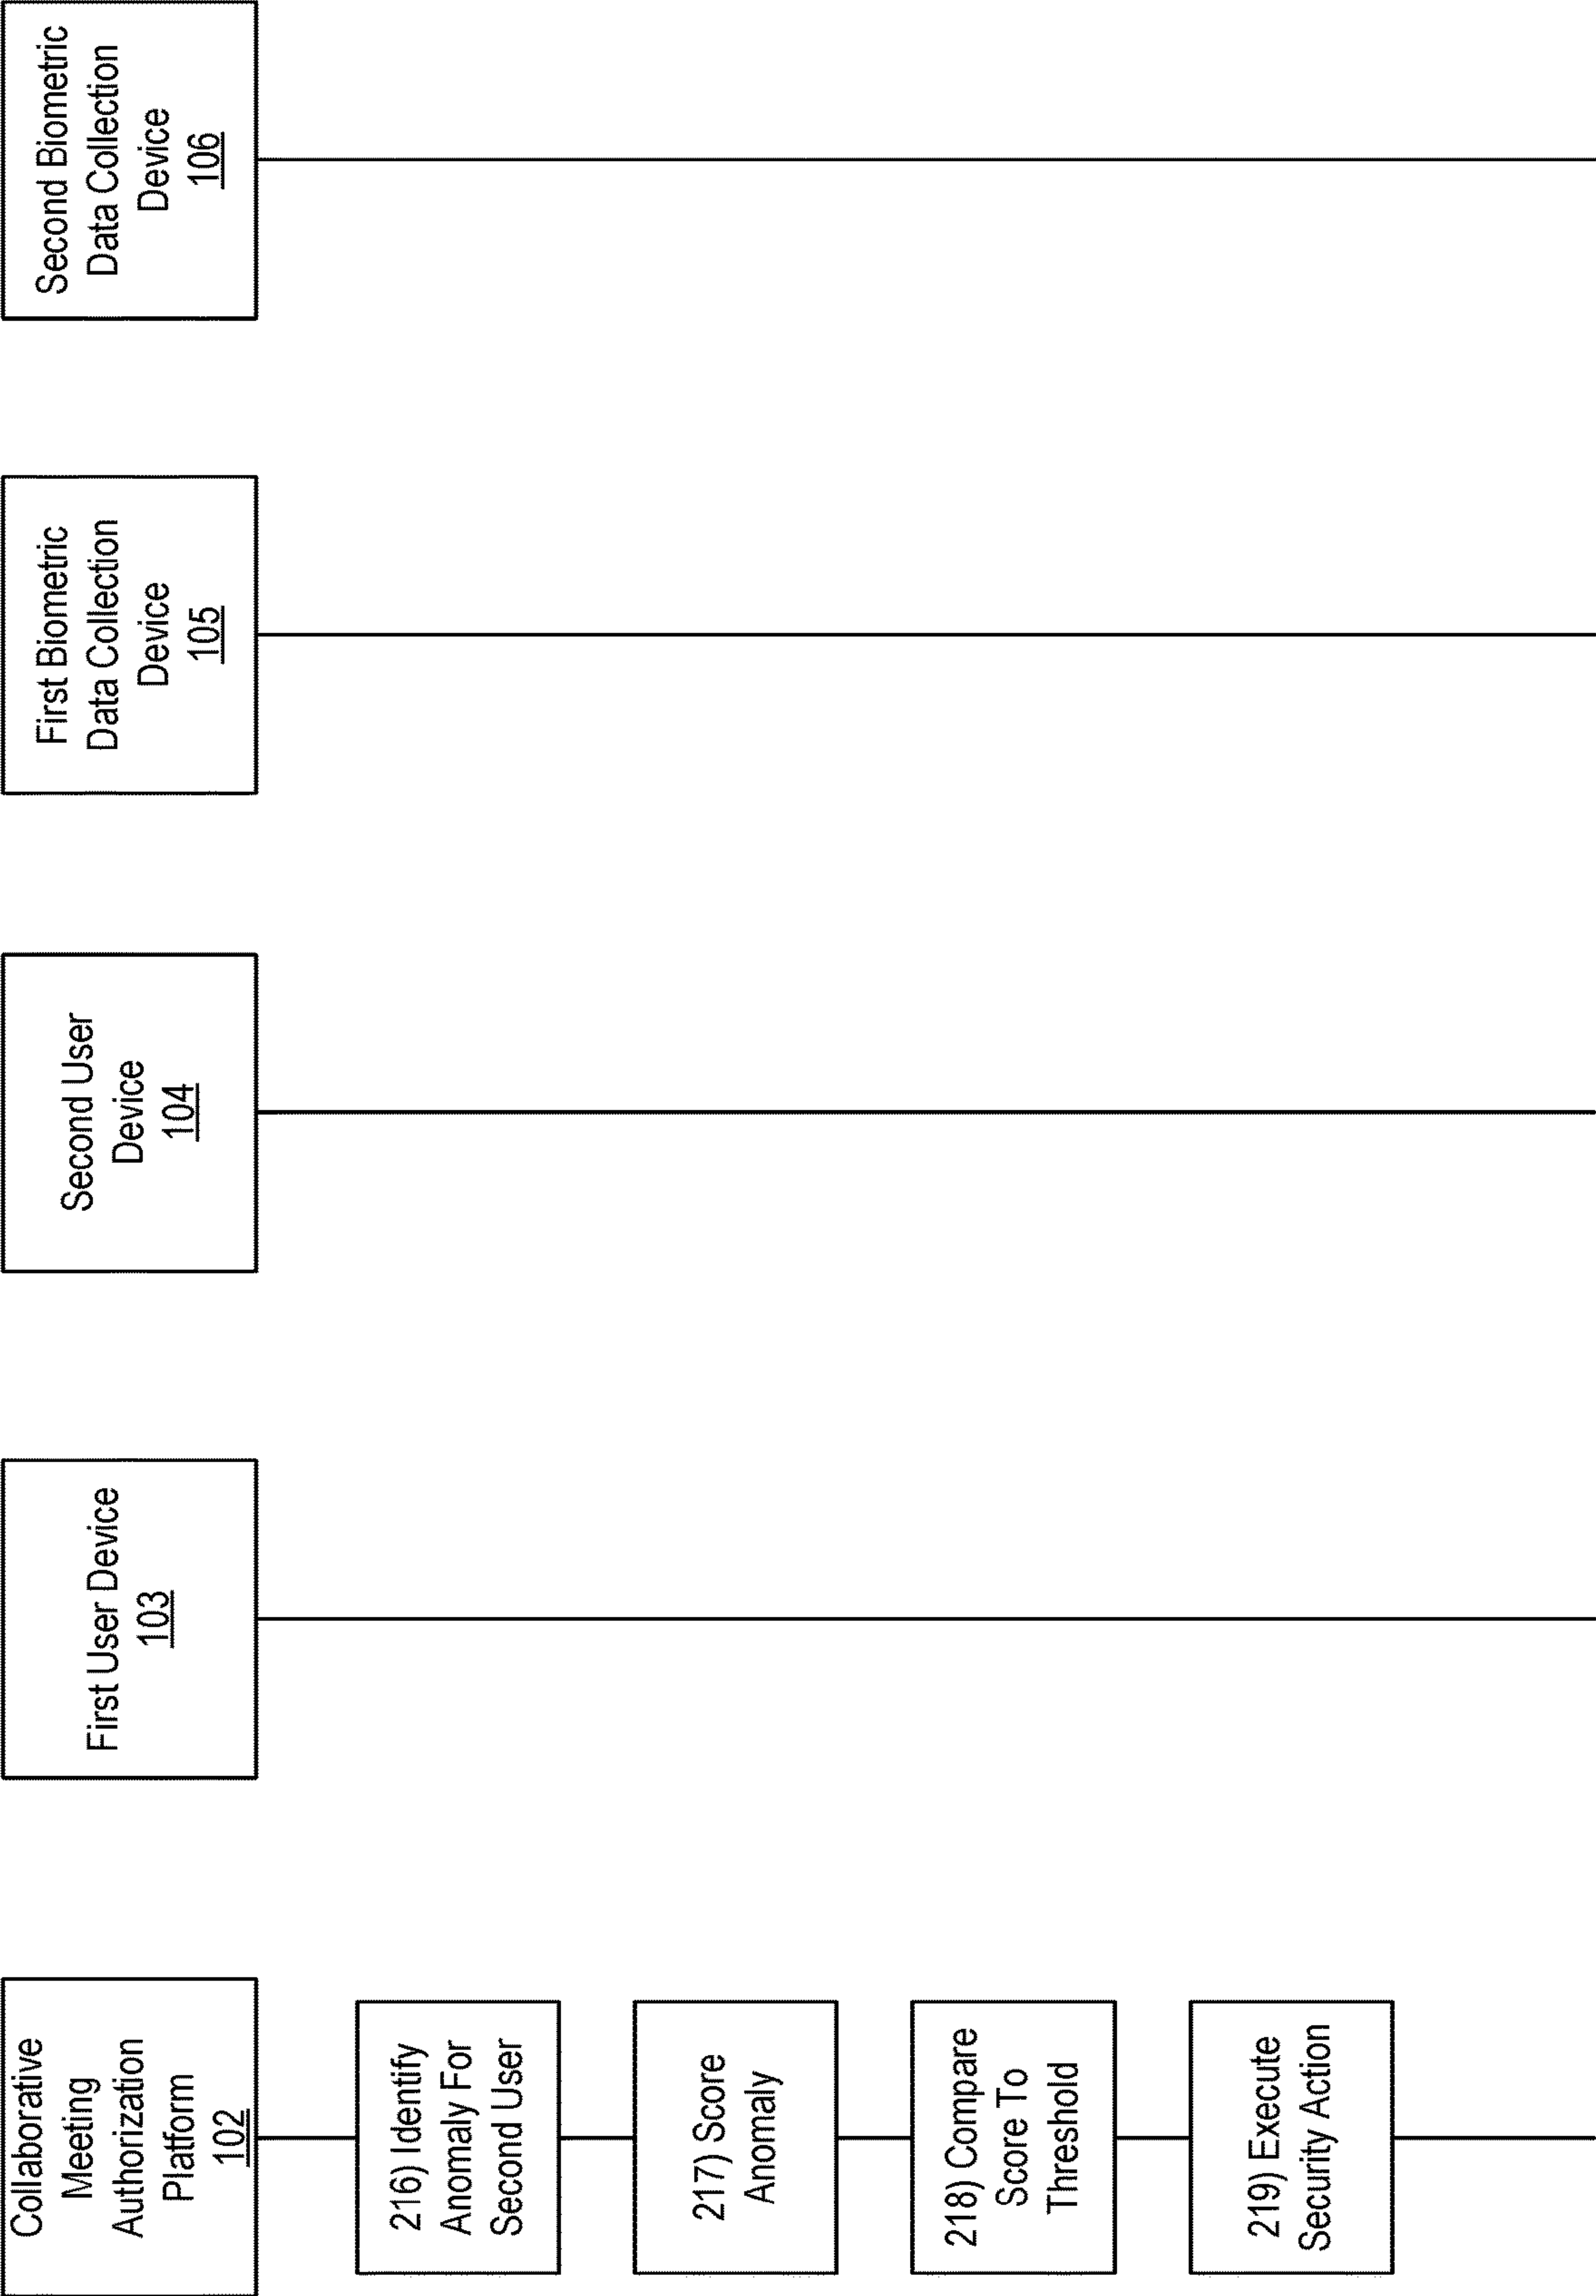 Collaborative
Meeting
Authorization
Platform
102
First User Device
103
Second User
Device
104
First Biometric
Data Collection
Device
105
Second Biometric
Data Collection
Device
106
216) Identify
Anomaly For
Second User
217) Score
Anomaly
218) Compare
Score To
Threshold
219) Execute
Security Action